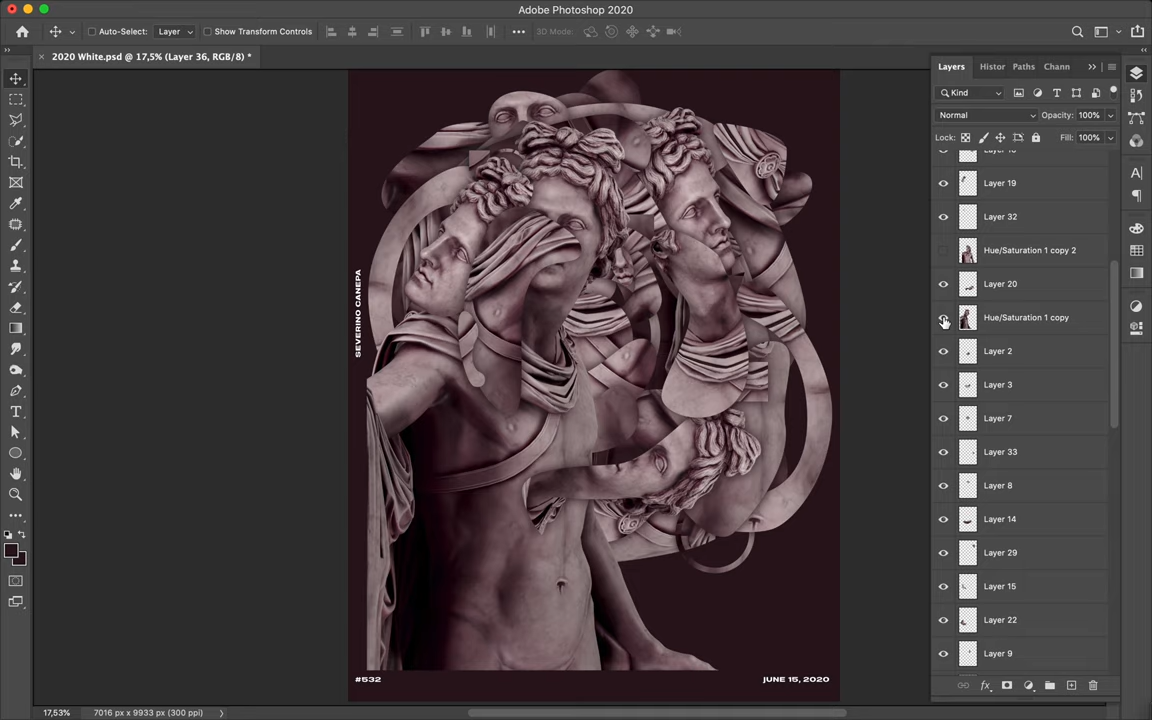 Adobe Photoshop 2020
Auto-Select:
Layer
Show Transform Controls
3D Mode:
2020 White.psd @ 17,5% (Layer 36, RGB/8) *
Layers
Histor
Paths
Chann
Kind
Normal
Opacity: 100%
Lock:
Fill: 100%
Layer 19
Layer 32
Hue/Saturation 1 copy 2
Layer 20
Hue/Saturation 1 copy
Layer 2
Layer 3
Layer 7
Layer 33
Layer 8
Layer 14
Layer 29
Layer 15
Layer 22
Layer 9
SEVERINO CANEPA
#532
JUNE 15, 2020
17,53%
7016 px x 9933 px (300 ppi)